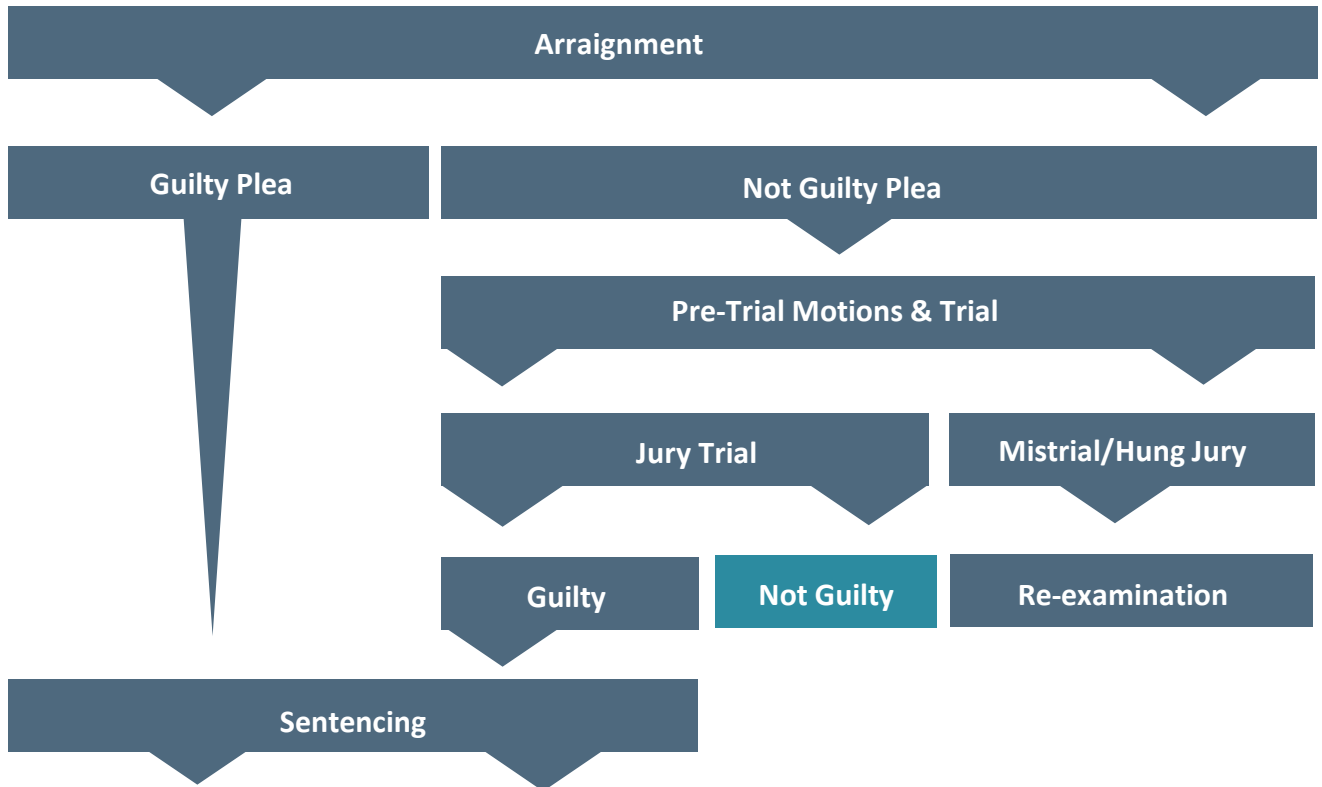 Arraignment
Guilty Plea
Not Guilty Plea
Pre-Trial Motions & Trial
Jury Trial
Mistrial/Hung Jury
Guilty
Not Guilty
Re-examination
Sentencing